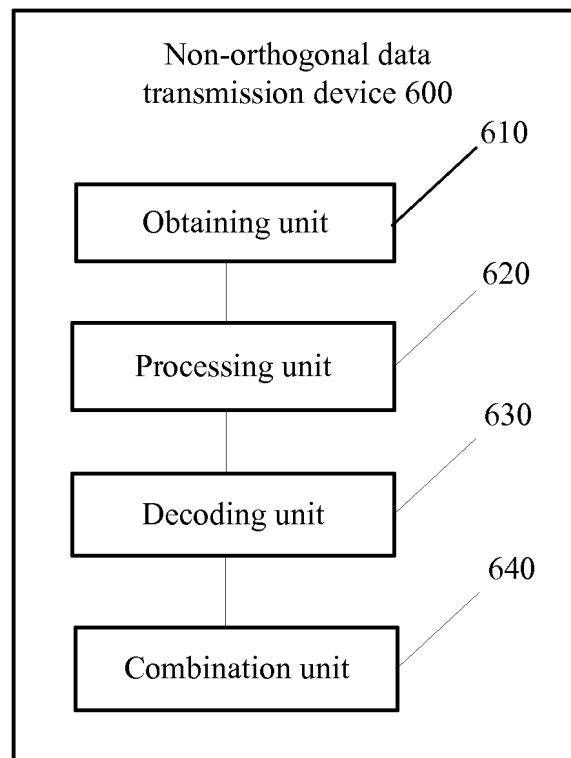 Non-orthogonal data
transmission device 600
610
Obtaining unit
620
Processing unit
630
Decoding unit
640
Combination unit